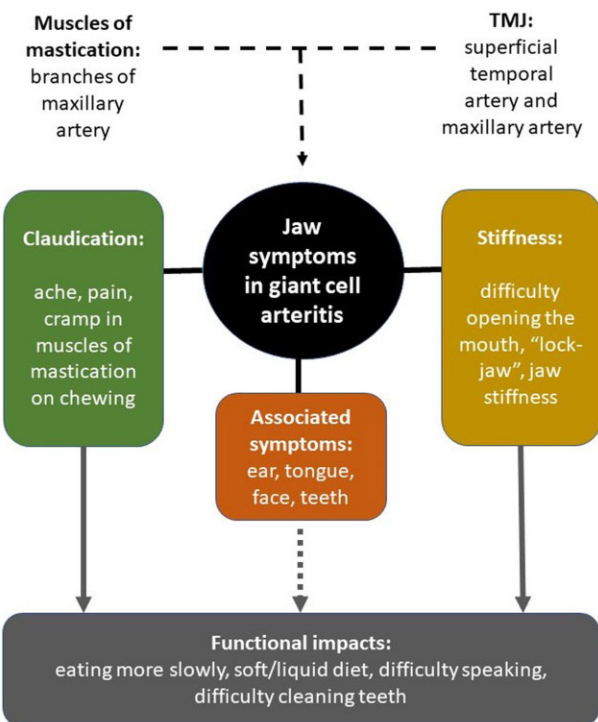 Muscles of
mastication:
branches of
maxillary
artery
TMJ:
superficial
temporal
artery and
maxillary artery
Claudication:
ache, pain,
cramp in
muscles of
mastication
on chewing
Jaw
symptoms
in giant cell
arteritis
Stiffness:
difficulty
opening the
mouth, “lock-
jaw”, jaw
stiffness
Associated
symptoms:
ear, tongue,
face, teeth
Functional impacts:
eating more slowly, soft/liquid diet, difficulty speaking,
difficulty cleaning teeth